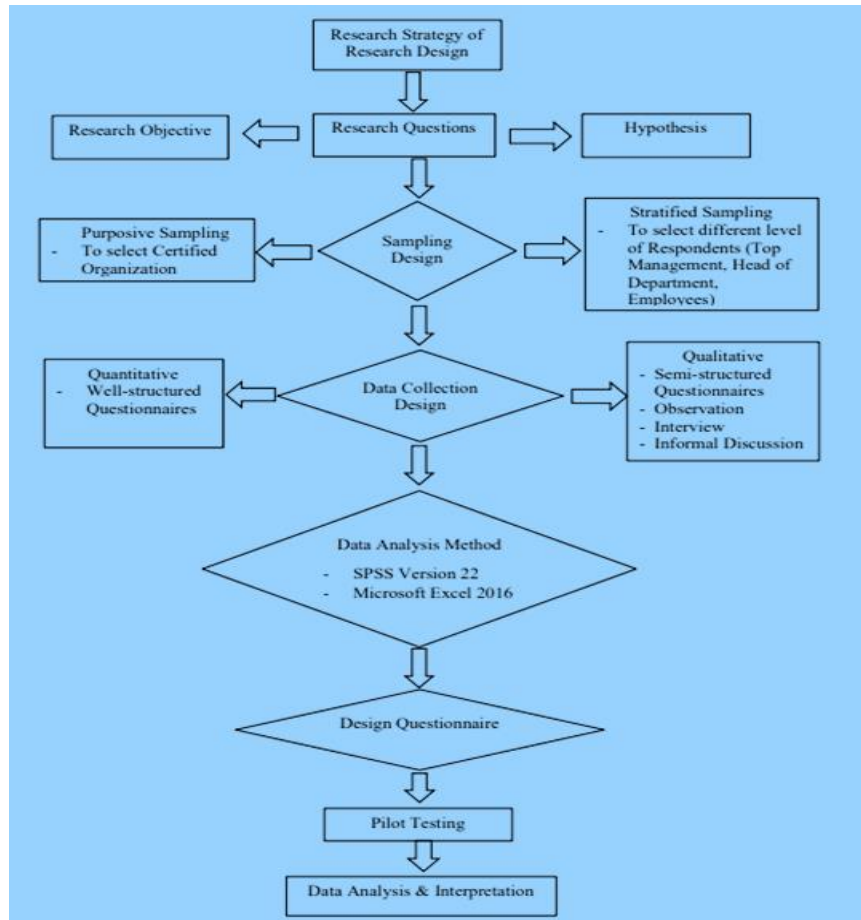 Research Strategy of
Research Design
Research Objective
Research Questions
Hypothesis
Purposive Sampling
- To select Certified
Organization
Sampling
Design
Stratified Sampling
- To select different level
of Respondents (Top
Management, Head of
Department,
Employees)
Quantitative
- Well-structured
Questionnaires
Data Collection
Design
Qualitative
- Semi-structured
Questionnaires
- Observation
- Interview
- Informal Discussion
Data Analysis Method
- SPSS Version 22
- Microsoft Excel 2016
Design Questionnaire
Pilot Testing
Data Analysis & Interpretation